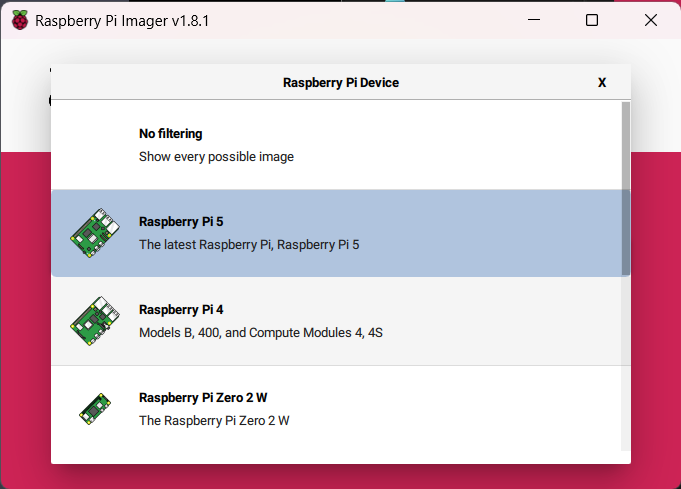 Raspberry Pi Imager v1.8.1
Raspberry Pi Device
X
No filtering
Show every possible image
Raspberry Pi 5
The latest Raspberry Pi, Raspberry Pi 5
Raspberry Pi 4
Models B, 400, and Compute Modules 4, 4S
Raspberry Pi Zero 2 W
The Raspberry Pi Zero 2 W